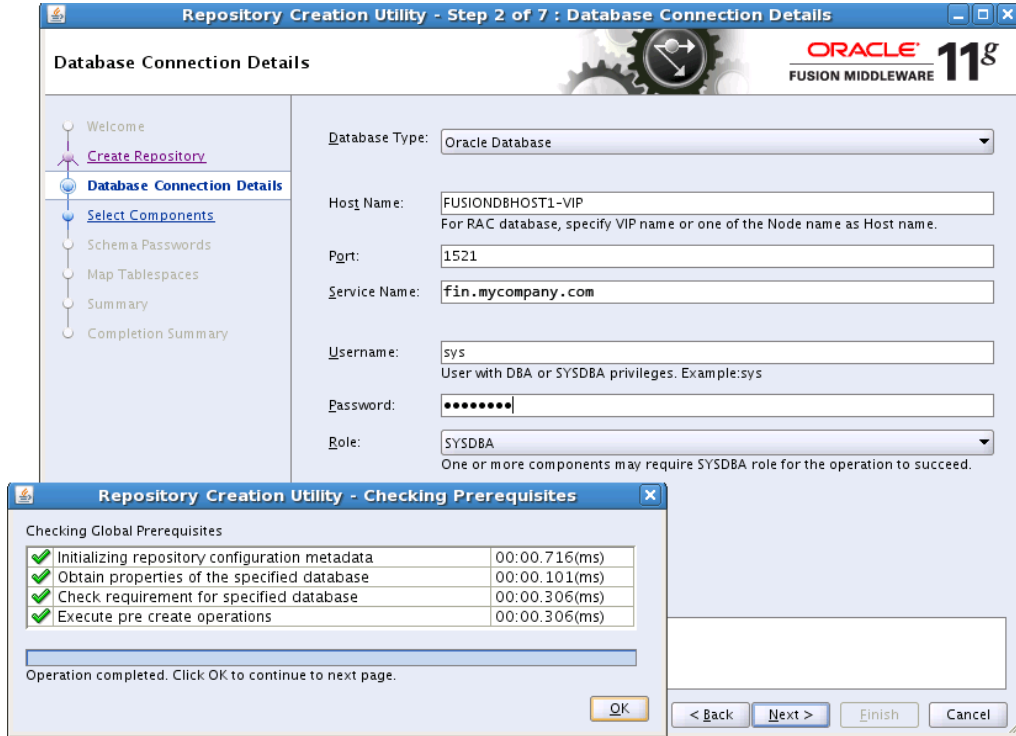 Repository Creation Utility - Step 2 of 7 : Database Connection Details
Database Connection Details
ORACLE
FUSION MIDDLEWARE
11g
Welcome
Create Repository
Database Connection Details
Select Components
Schema Passwords
Map Tablespaces
Summary
Completion Summary
Database Type: Oracle Database
Host Name: FUSIONDBHOST1-VIP
For RAC database, specify VIP name or one of the Node name as Host name.
Port: 1521
Service Name: fin.mycompany.com
Username: sys
User with DBA or SYSDBA privileges. Example:sys
Password: ●●●●●●●●
Role: SYSDBA
One or more components may require SYSDBA role for the operation to succeed.
Repository Creation Utility - Checking Prerequisites
Checking Global Prerequisites
Initializing repository configuration metadata 00:00.716(ms)
Obtain properties of the specified database 00:00.101(ms)
Check requirement for specified database 00:00.306(ms)
Execute pre create operations 00:00.306(ms)
Operation completed. Click OK to continue to next page.
OK
< Back Next > Finish Cancel